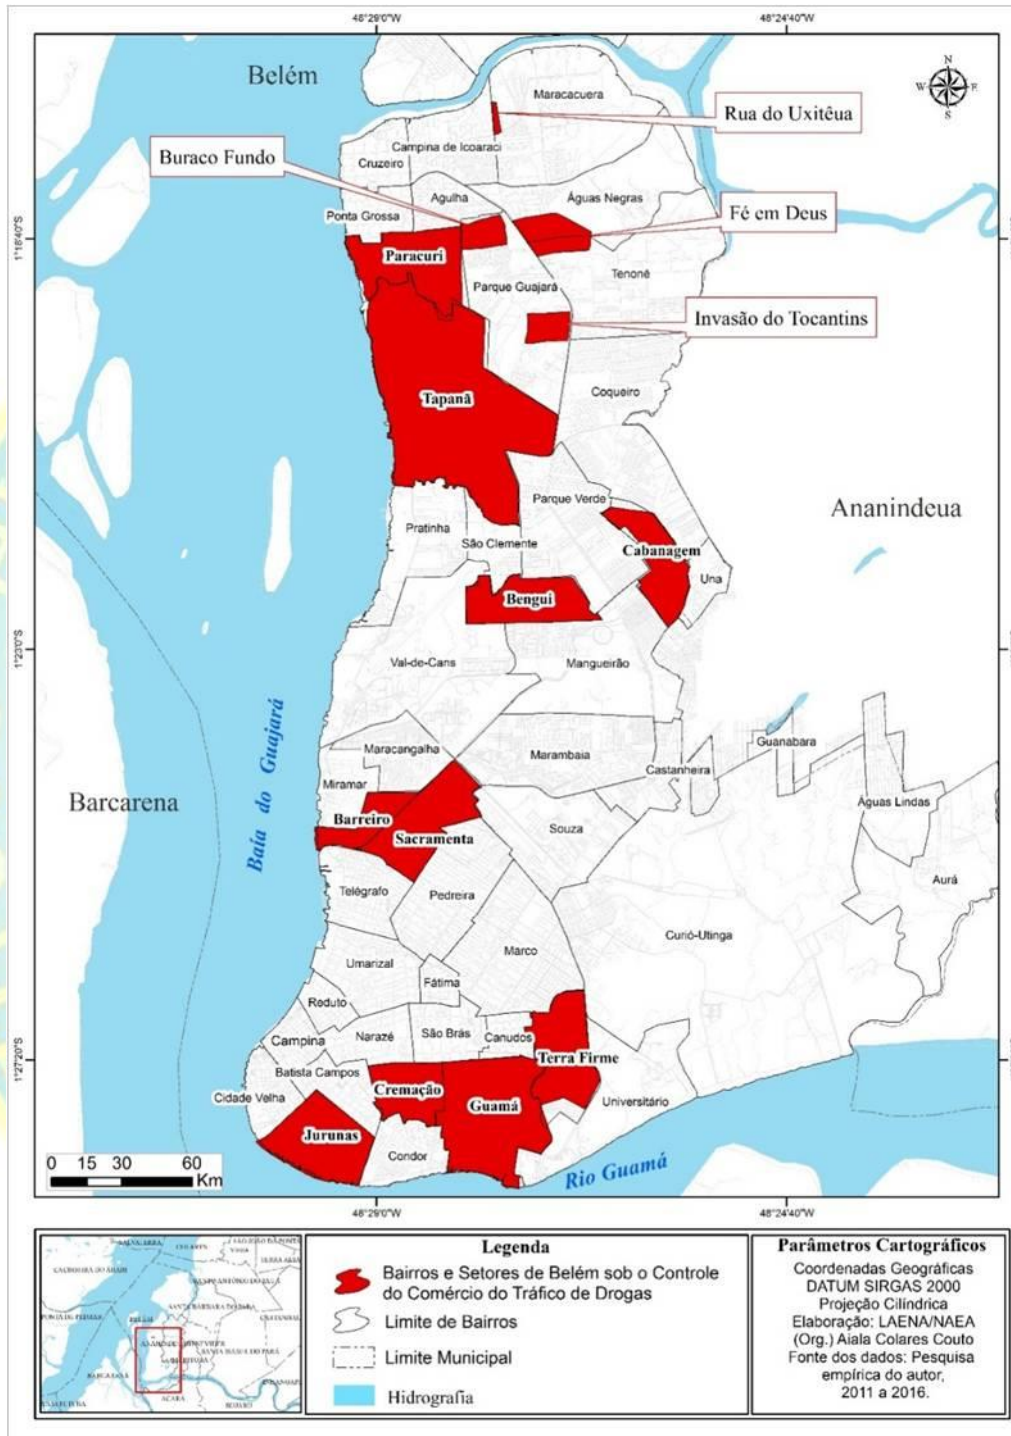 48°29'0"W
48°24'40"W
Belém
Maracacuera
N
W
E
S
Rua do Uxitêua
Campina de Icoaraci
Buraco Fundo
Cruzeiro
Agulha
Águas Negras
Fé em Deus
Ponta Grossa
1°18'40"S
Paracuri
Tenoné
Parque Guajará
Invasão do Tocantins
Coqueiro
Tapanã
Parque Verde
Ananindeua
Pratinha
São Clemente
Cabanagem
Una
Bengui
1°23'0"S
Val-de-Cans
Mangueirão
Baía do Guajará
Maracangalha
Marambaia
Guanabara
Castanheira
Miramar
Barcarena
Águas Lindas
Barreiro
Sacramenta
Souza
Telégrafo
Pedreira
Aurá
Curió-Utinga
Marco
Umarizal
Fátima
Reduto
Campina
Narazé
São Brás
Canudos
1°27'20"S
Terra Firme
Batista Campos
Cremação
Cidade Velha
Guamá
Universitário
Jurunas
Condor
0 15 30 60
Km
Rio Guamá
48°29'0"W
48°24'40"W
Legenda
Bairros e Setores de Belém sob o Controle
do Comércio do Tráfico de Drogas
Limite de Bairros
Limite Municipal
Hidrografia
Parâmetros Cartográficos
Coordenadas Geográficas
DATUM SIRGAS 2000
Projeção Cilíndrica
Elaboração: LAENA/NAEA
(Org.) Aiala Colares Couto
Fonte dos dados: Pesquisa
empírica do autor,
2011 a 2016.
BELÉM
ACARÁ